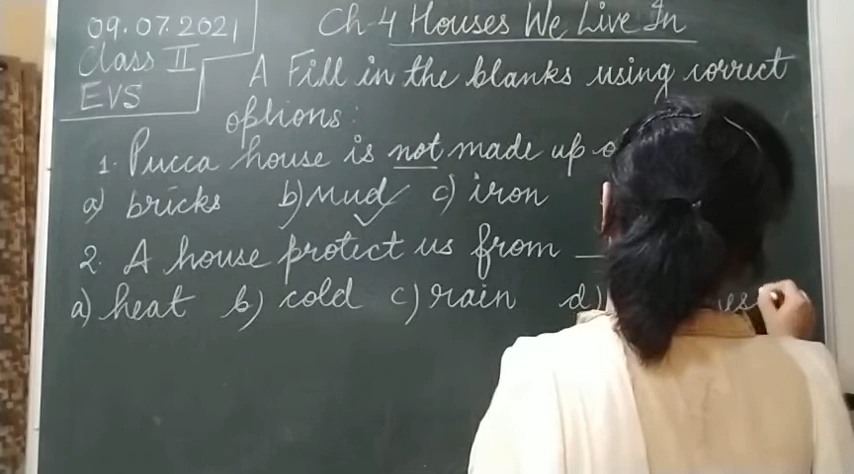 09.07.2021
Class II
EVS
Ch-4 Houses We Live In
A Fill in the blanks using correct
options:
1. Pucca house is not made up
a) bricks b) Mud ✓ c) iron
2. A house protect us from __
a) heat b) cold c) rain d)